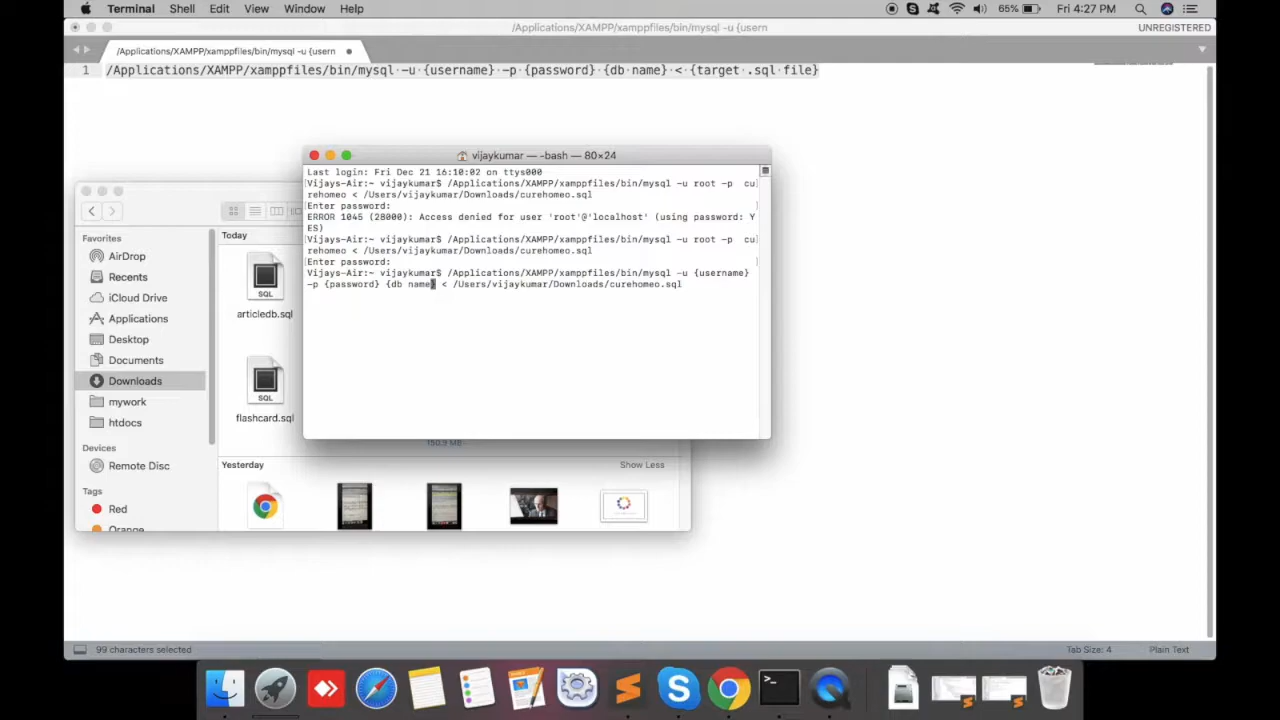 Terminal Shell Edit View Window Help 65% Fri 4:27 PM
/Applications/XAMPP/xamppfiles/bin/mysql -u {usern UNREGISTERED
/Applications/XAMPP/xamppfiles/bin/mysql -u {usern
1 /Applications/XAMPP/xamppfiles/bin/mysql -u {username} -p {password} {db name} < {target .sql file}
vijaykumar — -bash — 80×24
Last login: Fri Dec 21 16:10:02 on ttys000
[Vijays-Air:~ vijaykumar$ /Applications/XAMPP/xamppfiles/bin/mysql -u root -p  cu]
rehomeo < /Users/vijaykumar/Downloads/curehomeo.sql
[Enter password: ]
ERROR 1045 (28000): Access denied for user 'root'@'localhost' (using password: Y
ES)
[Vijays-Air:~ vijaykumar$ /Applications/XAMPP/xamppfiles/bin/mysql -u root -p  cu]
rehomeo < /Users/vijaykumar/Downloads/curehomeo.sql
[Enter password: ]
Vijays-Air:~ vijaykumar$ /Applications/XAMPP/xamppfiles/bin/mysql -u {username}
-p {password} {db name} < /Users/vijaykumar/Downloads/curehomeo.sql
Favorites
AirDrop
Recents
iCloud Drive
Applications
Desktop
Documents
Downloads
mywork
htdocs
Devices
Remote Disc
Tags
Red
Orange
Today
SQL
articledb.sql
SQL
flashcard.sql
150.9 MB
Yesterday Show Less
99 characters selected Tab Size: 4 Plain Text